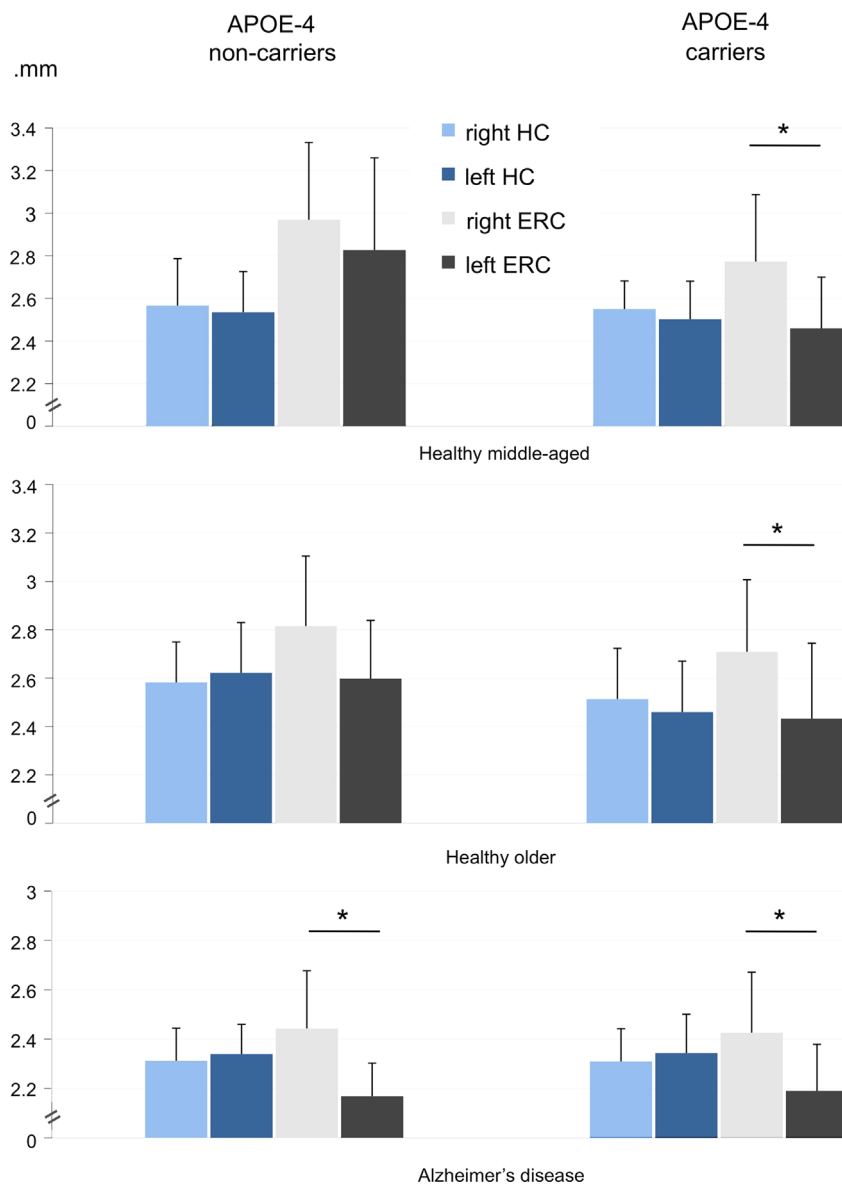 APOE-4
non-carriers
APOE-4
carriers
.mm
3.4
3.2
3
2.8
2.6
2.4
2.2
0
right HC
left HC
right ERC
left ERC
*
Healthy middle-aged
3.4
3.2
3
2.8
2.6
2.4
2.2
0
*
Healthy older
3
2.8
2.6
2.4
2.2
0
*
*
Alzheimer's disease